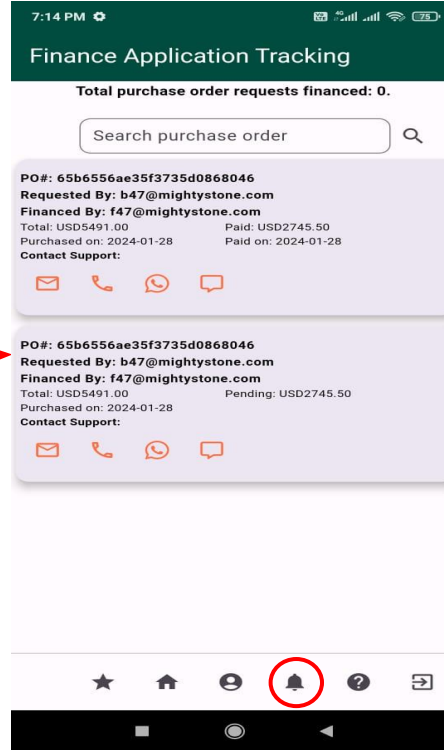 7:14 PM 4G 75
Finance Application Tracking
Total purchase order requests financed: 0.
Search purchase order
PO#: 65b6556ae35f3735d0868046
Requested By: b47@mightystone.com
Financed By: f47@mightystone.com
Total: USD5491.00 Paid: USD2745.50
Purchased on: 2024-01-28 Paid on: 2024-01-28
Contact Support:
PO#: 65b6556ae35f3735d0868046
Requested By: b47@mightystone.com
Financed By: f47@mightystone.com
Total: USD5491.00 Pending: USD2745.50
Purchased on: 2024-01-28
Contact Support: